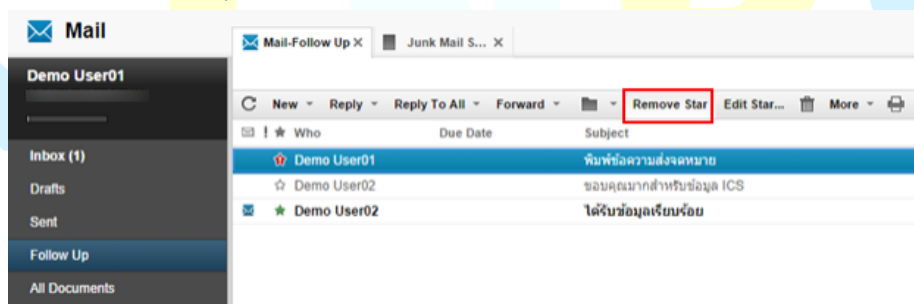 Mail
Mail-Follow Up X Junk Mail S... X
Demo User01
New Reply Reply To All Forward Remove Star Edit Star... More
! Who Due Date Subject
Inbox (1)
Demo User01 พิมพ์ข้อความส่งจดหมาย
Drafts
Demo User02 ขอบคุณมากสำหรับข้อมูล ICS
Demo User02 ได้รับข้อมูลเรียบร้อย
Sent
Follow Up
All Documents